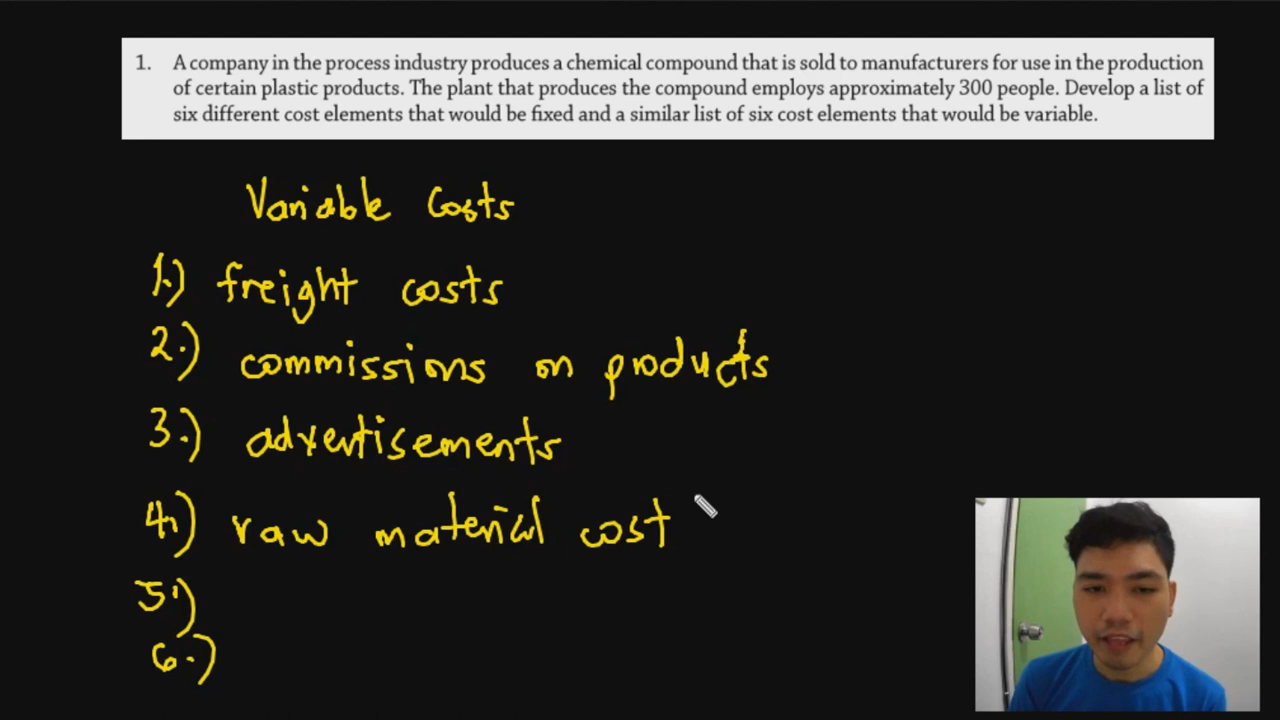 1. A company in the process industry produces a chemical compound that is sold to manufacturers for use in the production
of certain plastic products. The plant that produces the compound employs approximately 300 people. Develop a list of
six different cost elements that would be fixed and a similar list of six cost elements that would be variable.
Variable Costs
1.) freight costs
2.) commissions on products
3.) advertisements
4.) raw material cost
5.)
6.)